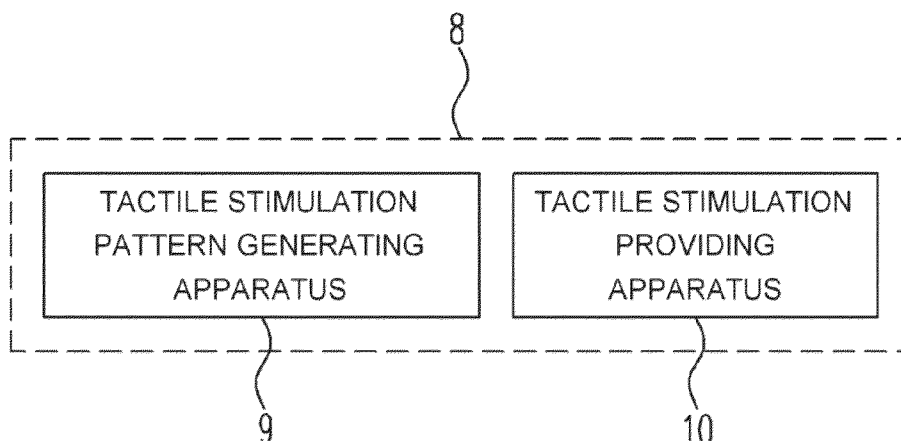 8
TACTILE STIMULATION
PATTERN GENERATING
APPARATUS
TACTILE STIMULATION
PROVIDING
APPARATUS
9
10